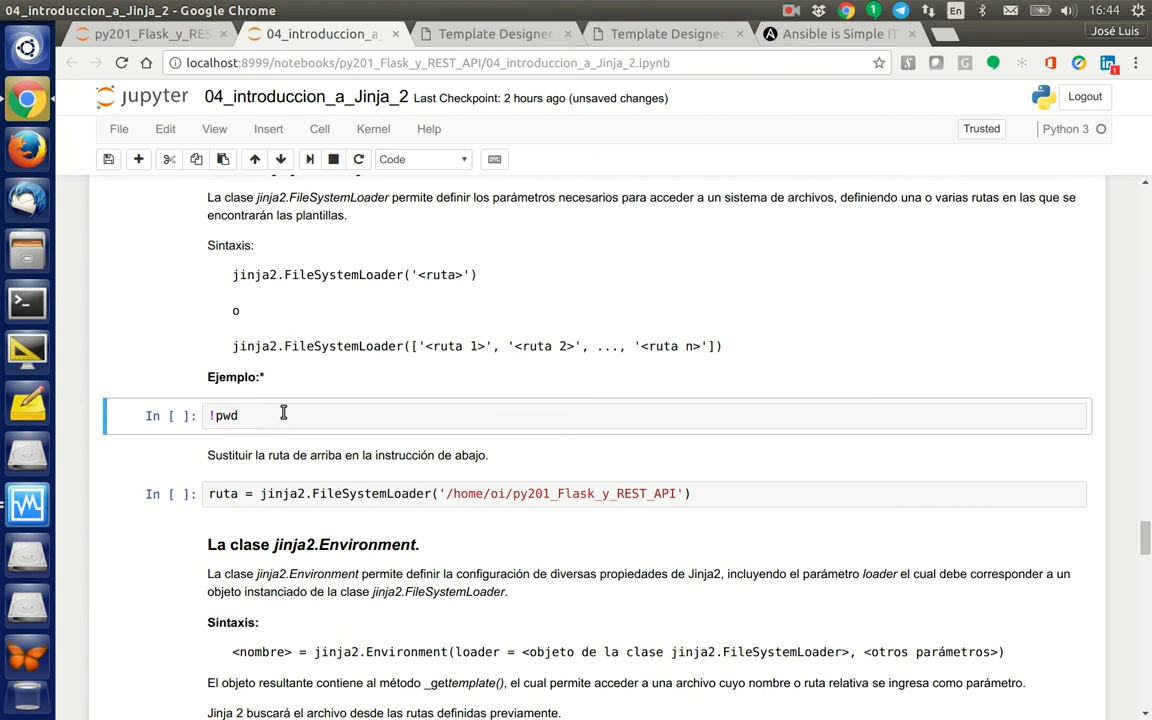 04_introduccion_a_Jinja_2 - Google Chrome
En
16:44
py201_Flask_y_RES
04_introduccion_a_
Template Designer
Template Designer
Ansible is Simple IT
José Luis
localhost:8999/notebooks/py201_Flask_y_REST_API/04_introduccion_a_Jinja_2.ipynb
jupyter
04_introduccion_a_Jinja_2
Last Checkpoint: 2 hours ago (unsaved changes)
Logout
File
Edit
View
Insert
Cell
Kernel
Help
Trusted
Python 3
Code
La clase jinja2.FileSystemLoader permite definir los parámetros necesarios para acceder a un sistema de archivos, definiendo una o varias rutas en las que se
encontrarán las plantillas.
Sintaxis:
jinja2.FileSystemLoader('<ruta>')
o
jinja2.FileSystemLoader(['<ruta 1>', '<ruta 2>', ..., '<ruta n>'])
Ejemplo:*
In [ ]: !pwd
Sustituir la ruta de arriba en la instrucción de abajo.
In [ ]: ruta = jinja2.FileSystemLoader('/home/oi/py201_Flask_y_REST_API')
La clase jinja2.Environment.
La clase jinja2.Environment permite definir la configuración de diversas propiedades de Jinja2, incluyendo el parámetro loader el cual debe corresponder a un
objeto instanciado de la clase jinja2.FileSystemLoader.
Sintaxis:
<nombre> = jinja2.Environment(loader = <objeto de la clase jinja2.FileSystemLoader>, <otros parámetros>)
El objeto resultante contiene al método _gettemplate(), el cual permite acceder a una archivo cuyo nombre o ruta relativa se ingresa como parámetro.
Jinja 2 buscará el archivo desde las rutas definidas previamente.